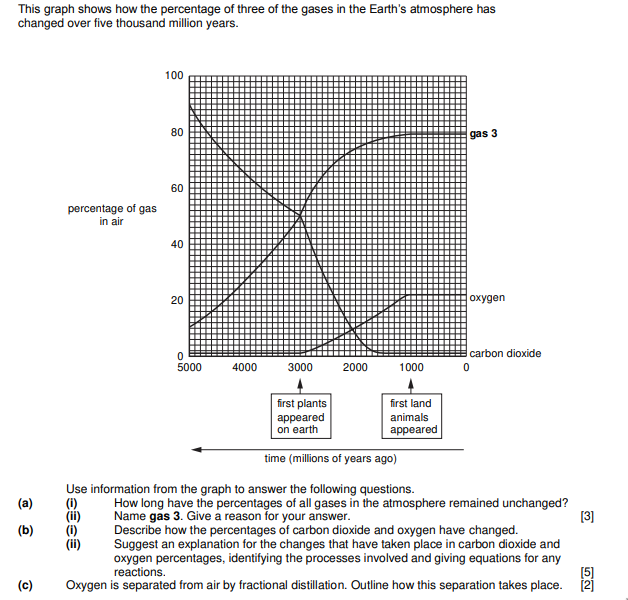 This graph shows how the percentage of three of the gases in the Earth's atmosphere has
changed over five thousand million years.
100
80
60
40
20
0
percentage of gas
in air
gas 3
oxygen
carbon dioxide
5000 4000 3000 2000 1000 0
first plants
appeared
on earth
first land
animals
appeared
time (millions of years ago)
Use information from the graph to answer the following questions.
(a) (i) How long have the percentages of all gases in the atmosphere remained unchanged?
(ii) Name gas 3. Give a reason for your answer. [3]
(b) (i) Describe how the percentages of carbon dioxide and oxygen have changed.
(ii) Suggest an explanation for the changes that have taken place in carbon dioxide and
oxygen percentages, identifying the processes involved and giving equations for any
reactions. [5]
(c) Oxygen is separated from air by fractional distillation. Outline how this separation takes place. [2]